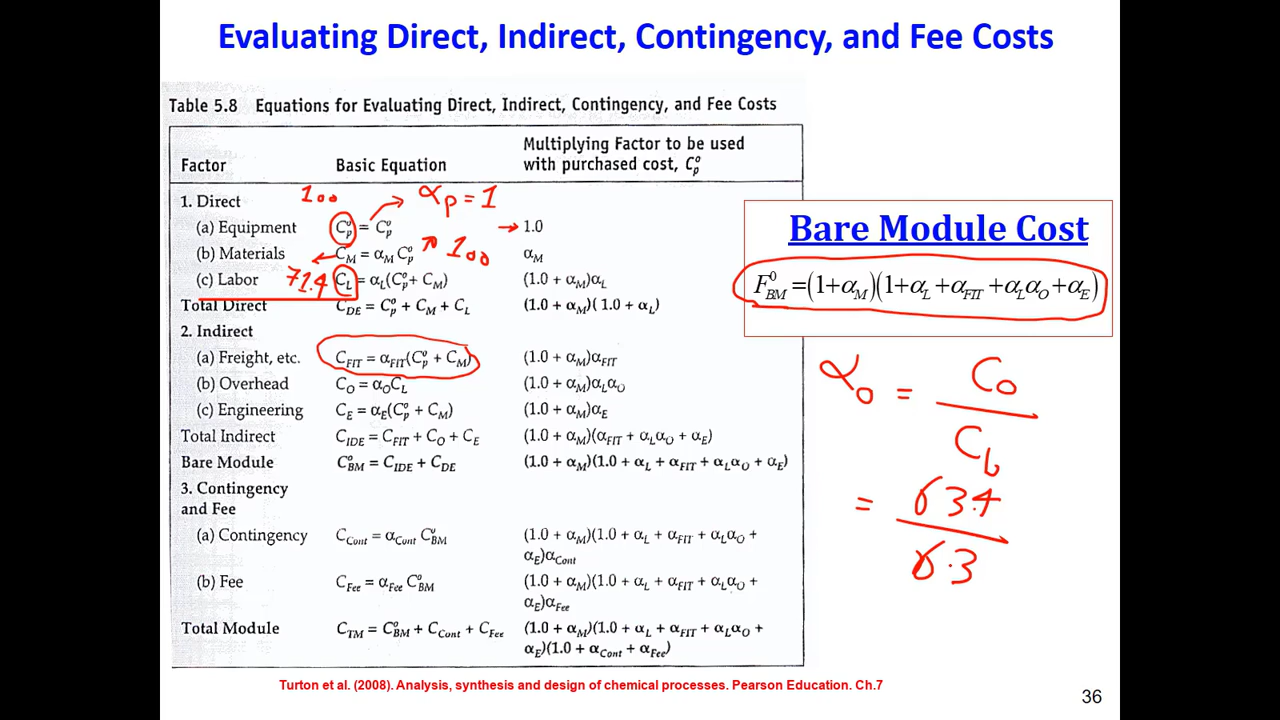 Evaluating Direct, Indirect, Contingency, and Fee Costs
Table 5.8 Equations for Evaluating Direct, Indirect, Contingency, and Fee Costs
Factor Basic Equation Multiplying Factor to be used with purchased cost, C°p
1. Direct 100 αp = 1
(a) Equipment C°p = C°p → 1.0
(b) Materials CM = αM C°p 100 αM
(c) Labor 71.4 CL = αL(C°p + CM) (1.0 + αM)αL
Total Direct CDE = C°p + CM + CL (1.0 + αM)( 1.0 + αL)
2. Indirect
(a) Freight, etc. CFIT = αFIT(C°p + CM) (1.0 + αM)αFIT
(b) Overhead CO = αOCL (1.0 + αM)αLαO
(c) Engineering CE = αE(C°p + CM) (1.0 + αM)αE
Total Indirect CIDE = CFIT + CO + CE (1.0 + αM)(αFIT + αLαO + αE)
Bare Module C°BM = CIDE + CDE (1.0 + αM)(1.0 + αL + αFIT + αLαO + αE)
3. Contingency
and Fee
(a) Contingency CCont = αCont C°BM (1.0 + αM)(1.0 + αL + αFIT + αLαO +
αE)αCont
(b) Fee CFee = αFee C°BM (1.0 + αM)(1.0 + αL + αFIT + αLαO +
αE)αFee
Total Module CTM = C°BM + CCont + CFee (1.0 + αM)(1.0 + αL + αFIT + αLαO +
αE)(1.0 + αCont + αFee)
Bare Module Cost
F⁰BM =(1+αM)(1+αL +αFIT +αLαO +αE)
αo = Co
CL
= 63.4
63
Turton et al. (2008). Analysis, synthesis and design of chemical processes. Pearson Education. Ch.7
36